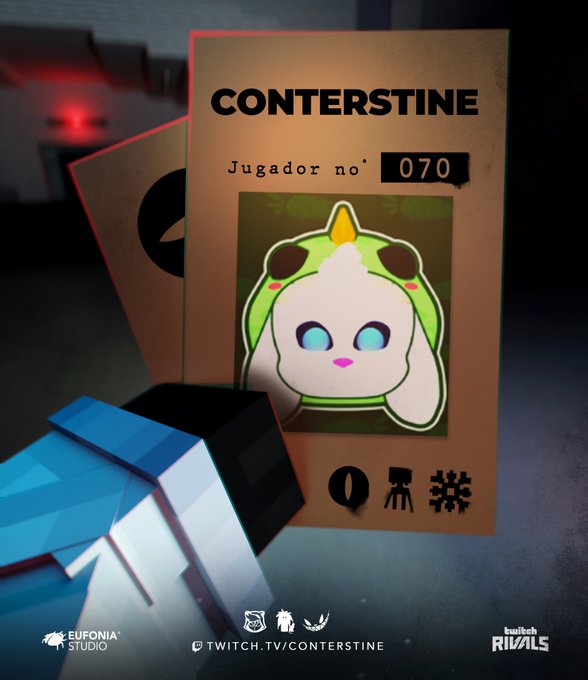 CONTERSTINE
Jugador no° 070
EUFONIA®
STUDIO
TWITCH.TV/CONTERSTINE
twitch
RIVALS